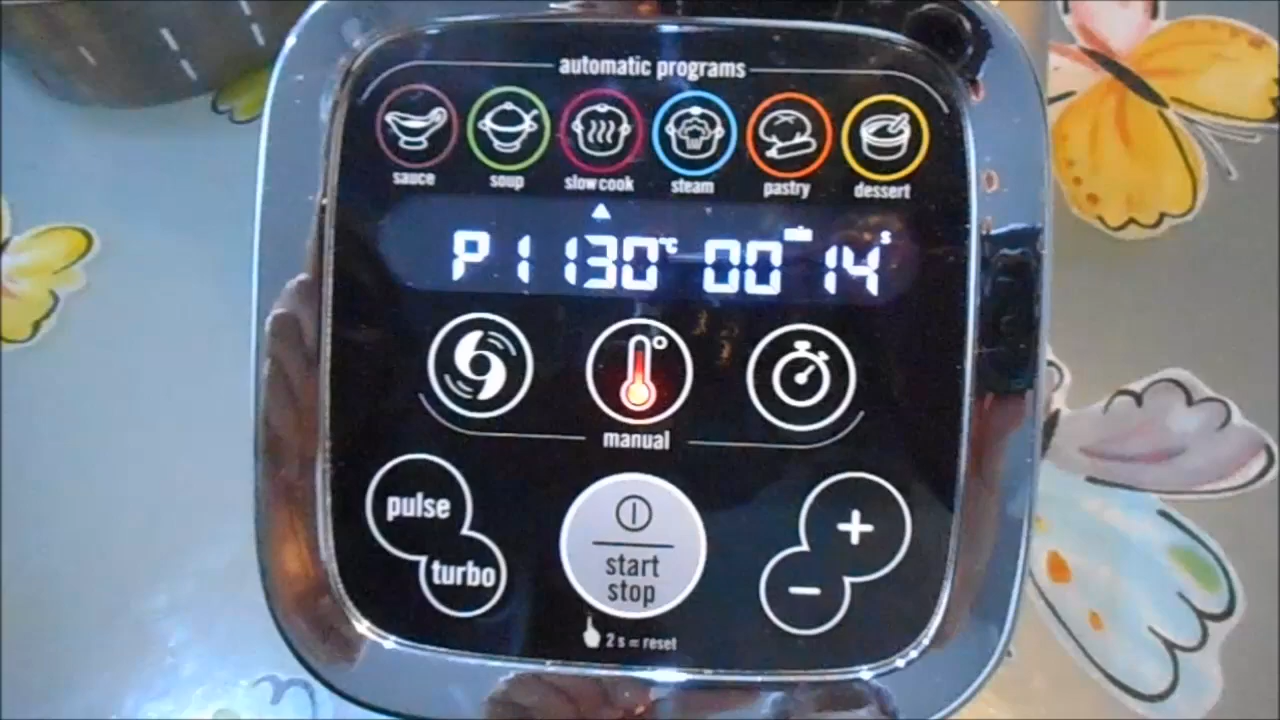 automatic programs
sauce soup slow cook steam pastry dessert
P1 130°C 00 14 s
manual
pulse
turbo
start
stop
+
-
2 s = reset